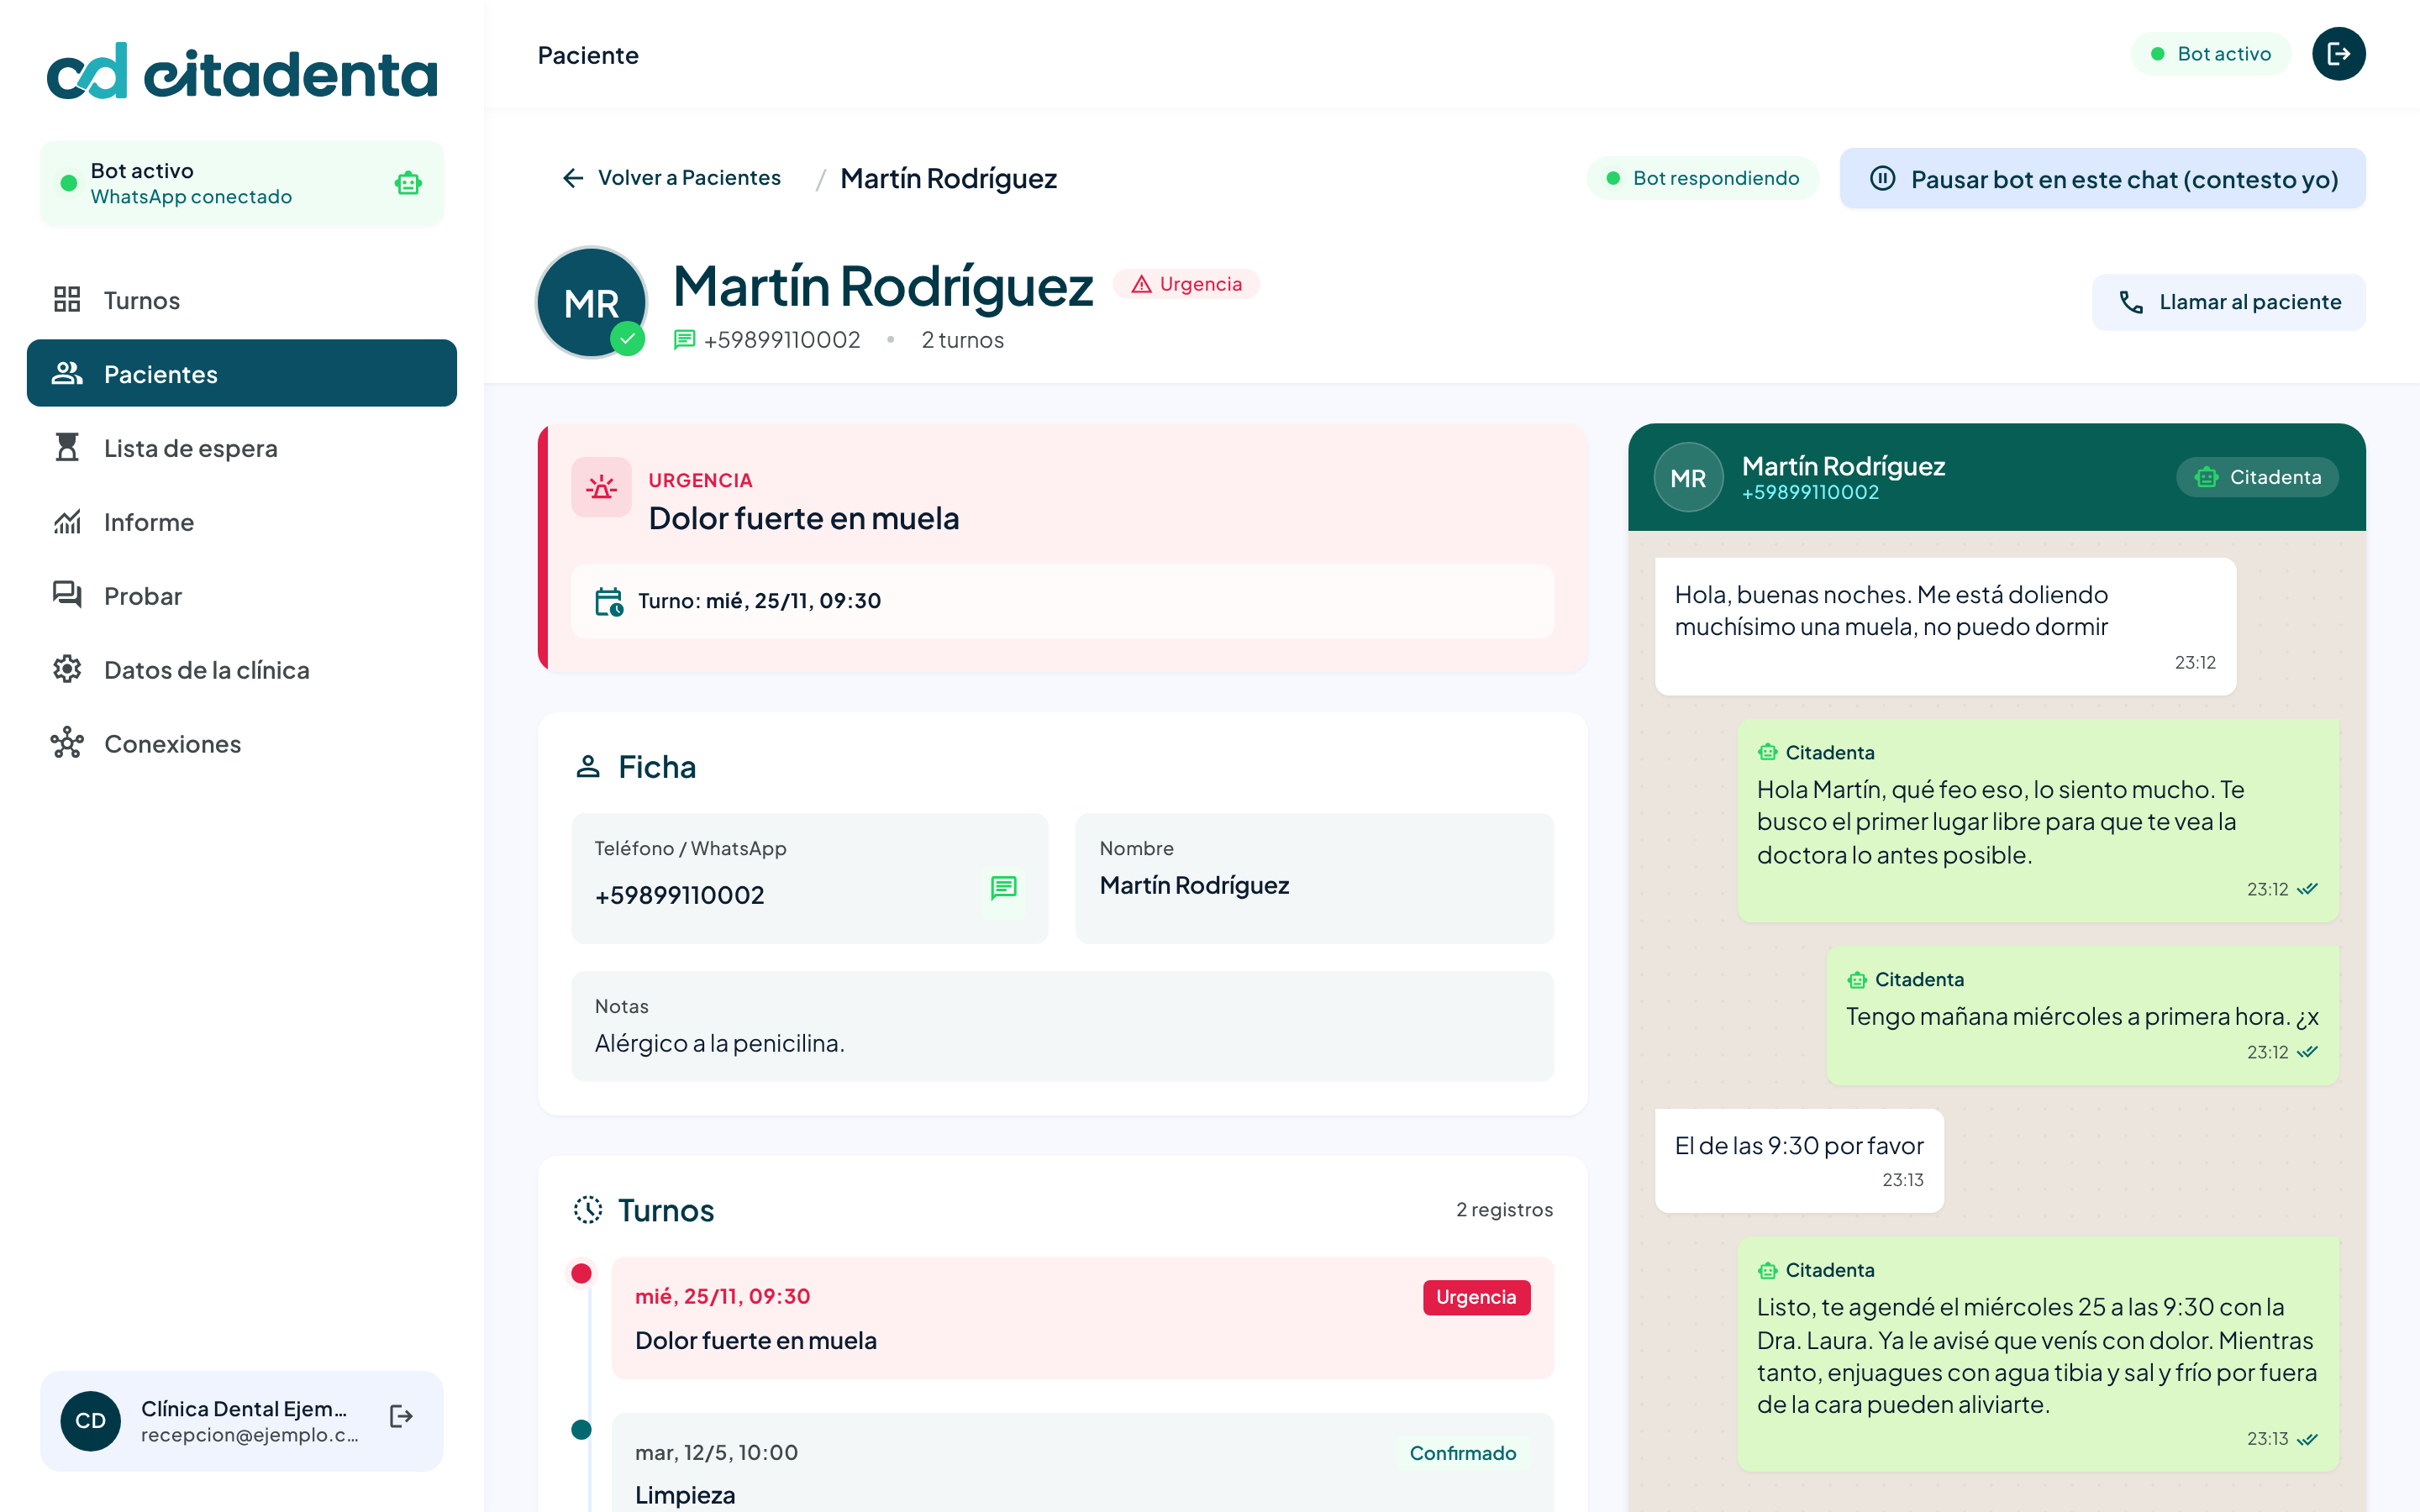 cd citadenta
Bot activo
WhatsApp conectado
Turnos
Pacientes
Lista de espera
Informe
Probar
Datos de la clínica
Conexiones
CD
Clínica Dental Ejem...
recepcion@ejemplo.c...
Paciente
Bot activo
Volver a Pacientes / Martín Rodríguez
Bot respondiendo
Pausar bot en este chat (contesto yo)
MR
Martín Rodríguez
Urgencia
+59899110002 • 2 turnos
Llamar al paciente
URGENCIA
Dolor fuerte en muela
Turno: mié, 25/11, 09:30
Ficha
Teléfono / WhatsApp
+59899110002
Nombre
Martín Rodríguez
Notas
Alérgico a la penicilina.
Turnos
2 registros
mié, 25/11, 09:30
Urgencia
Dolor fuerte en muela
mar, 12/5, 10:00
Confirmado
Limpieza
MR
Martín Rodríguez
+59899110002
Citadenta
Hola, buenas noches. Me está doliendo
muchísimo una muela, no puedo dormir
23:12
Citadenta
Hola Martín, qué feo eso, lo siento mucho. Te
busco el primer lugar libre para que te vea la
doctora lo antes posible.
23:12
Citadenta
Tengo mañana miércoles a primera hora. ¿x
23:12
El de las 9:30 por favor
23:13
Citadenta
Listo, te agendé el miércoles 25 a las 9:30 con la
Dra. Laura. Ya le avisé que venís con dolor. Mientras
tanto, enjuagues con agua tibia y sal y frío por fuera
de la cara pueden aliviarte.
23:13